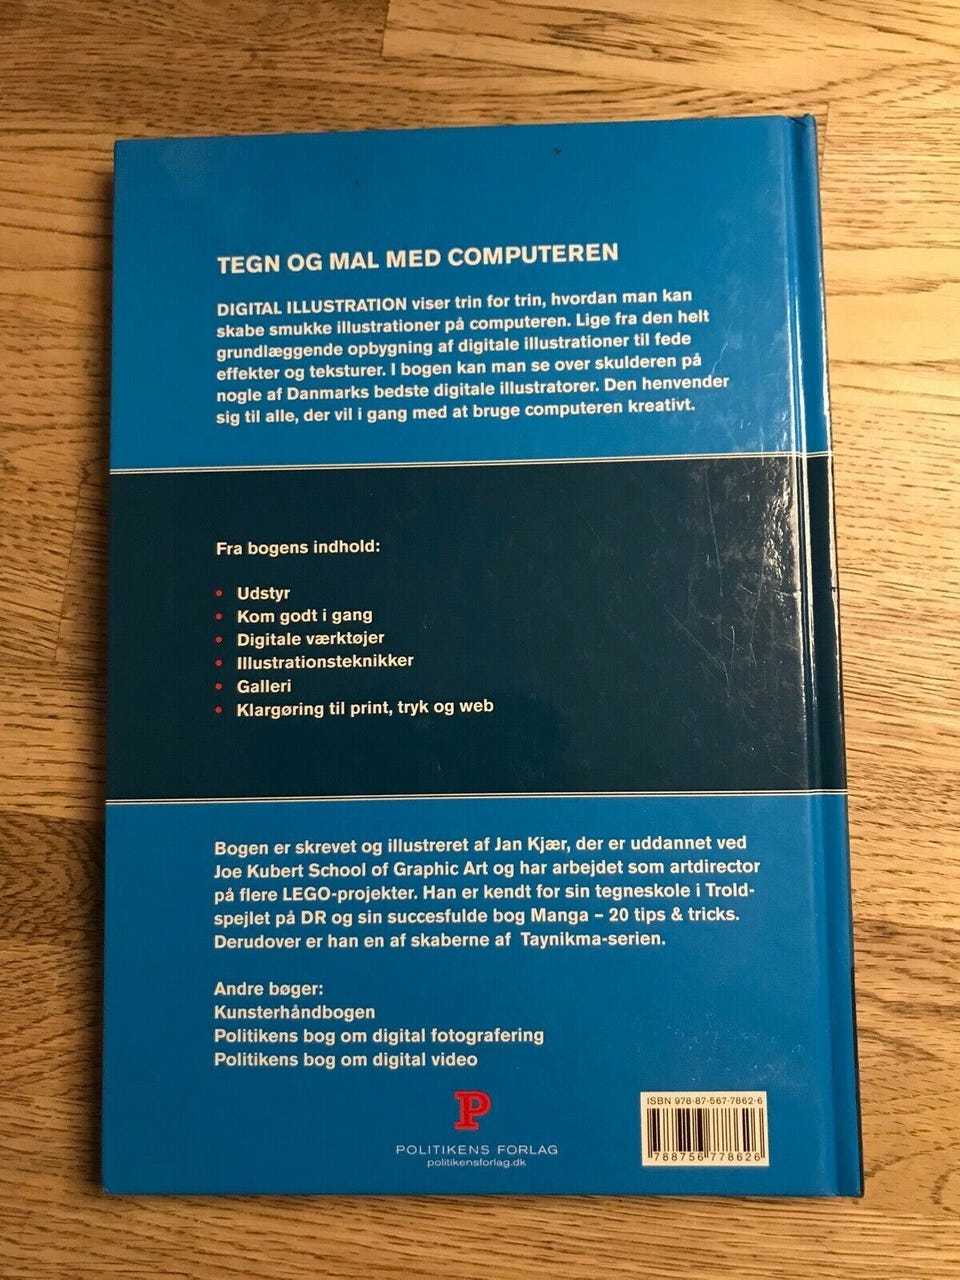 TEGN OG MAL MED COMPUTEREN
DIGITAL ILLUSTRATION viser trin for trin, hvordan man kan
skabe smukke illustrationer på computeren. Lige fra den helt
grundlæggende opbygning af digitale illustrationer til fede
effekter og teksturer. I bogen kan man se over skulderen på
nogle af Danmarks bedste digitale illustratorer. Den henvender
sig til alle, der vil i gang med at bruge computeren kreativt.
Fra bogens indhold:
• Udstyr
• Kom godt i gang
• Digitale værktøjer
• Illustrationsteknikker
• Galleri
• Klargøring til print, tryk og web
Bogen er skrevet og illustreret af Jan Kjær, der er uddannet ved
Joe Kubert School of Graphic Art og har arbejdet som artdirector
på flere LEGO-projekter. Han er kendt for sin tegneskole i Trold-
spejlet på DR og sin succesfulde bog Manga – 20 tips & tricks.
Derudover er han en af skaberne af Taynikma-serien.
Andre bøger:
Kunsterhåndbogen
Politikens bog om digital fotografering
Politikens bog om digital video
P
POLITIKENS FORLAG
politikensforlag.dk
ISBN 978-87-567-7862-6
788756778626